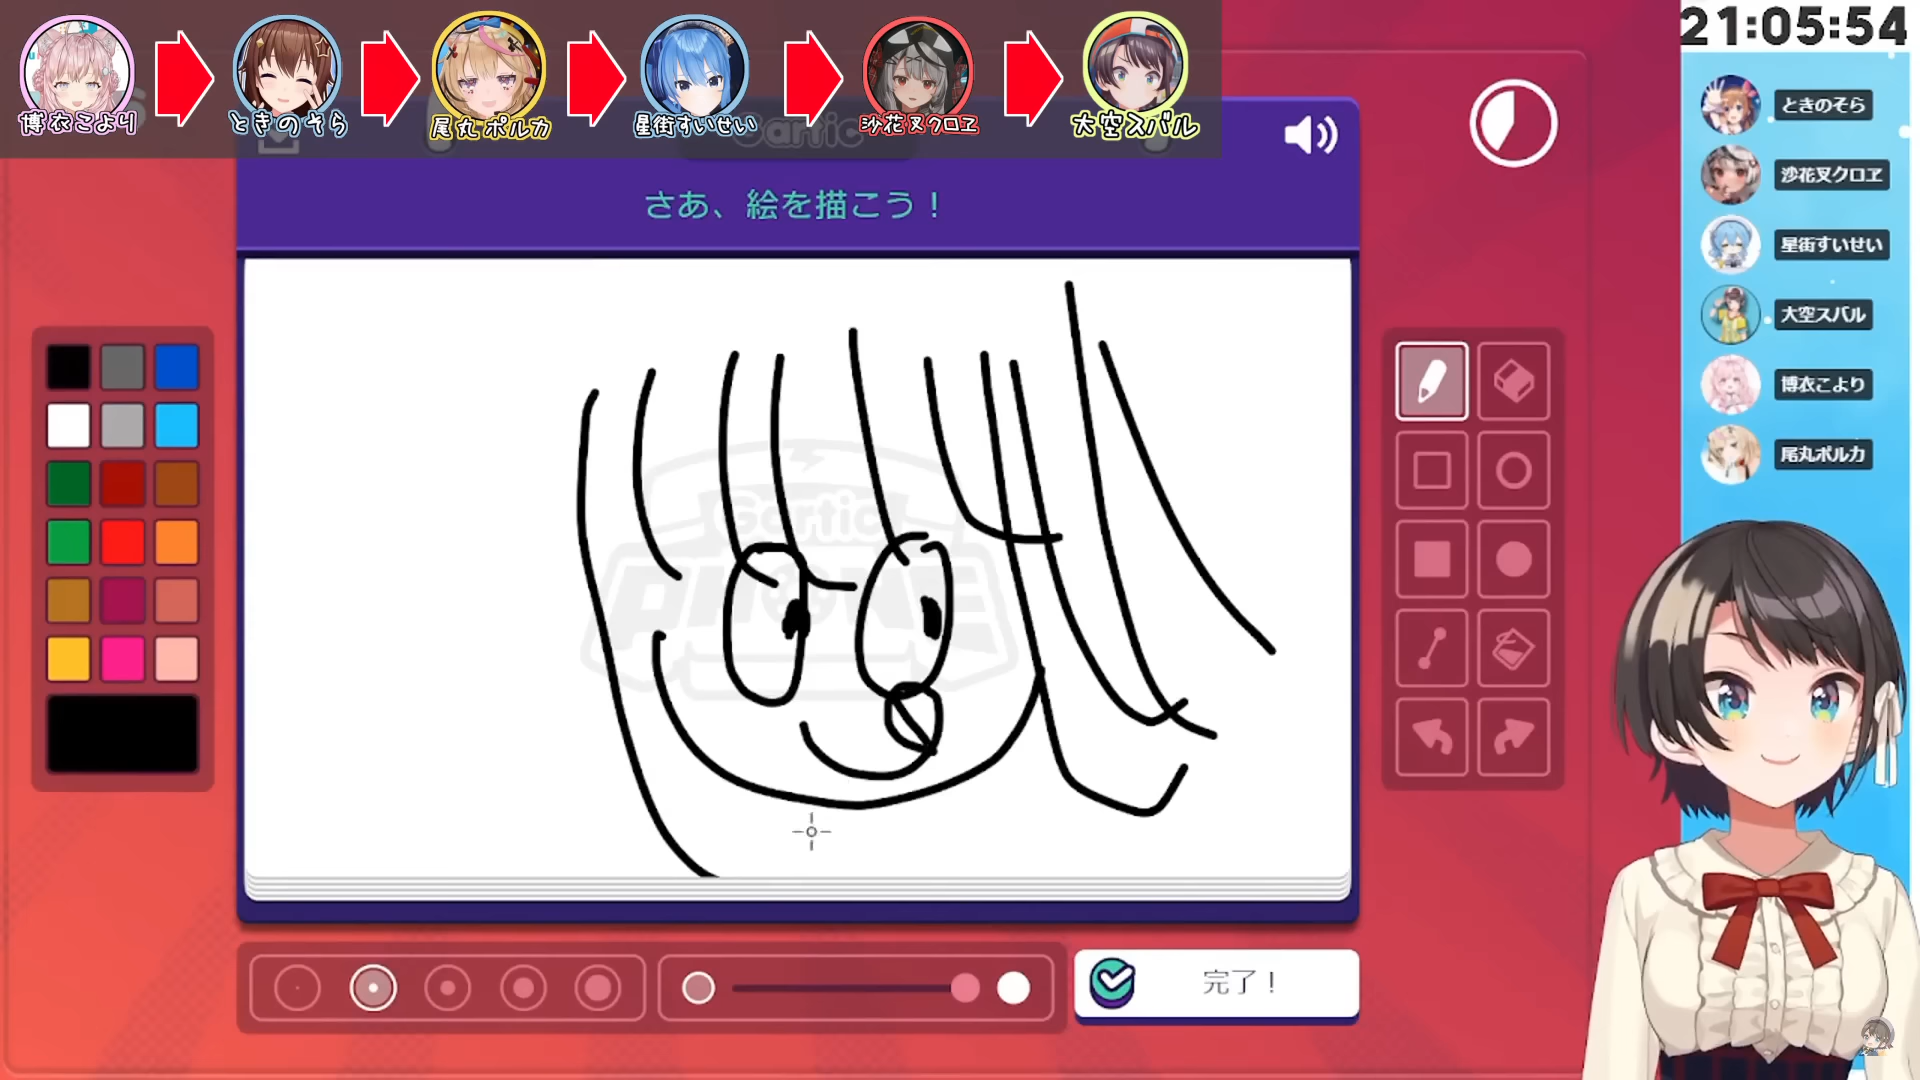 博衣こより
ときのそら
尾丸ポルカ
星街すいせい
沙花叉クロヱ
大空スバル
21:05:54
Gartic
さあ、絵を描こう！
Gartic
PHONE
ときのそら
沙花叉クロヱ
星街すいせい
大空スバル
博衣こより
尾丸ポルカ
完了！